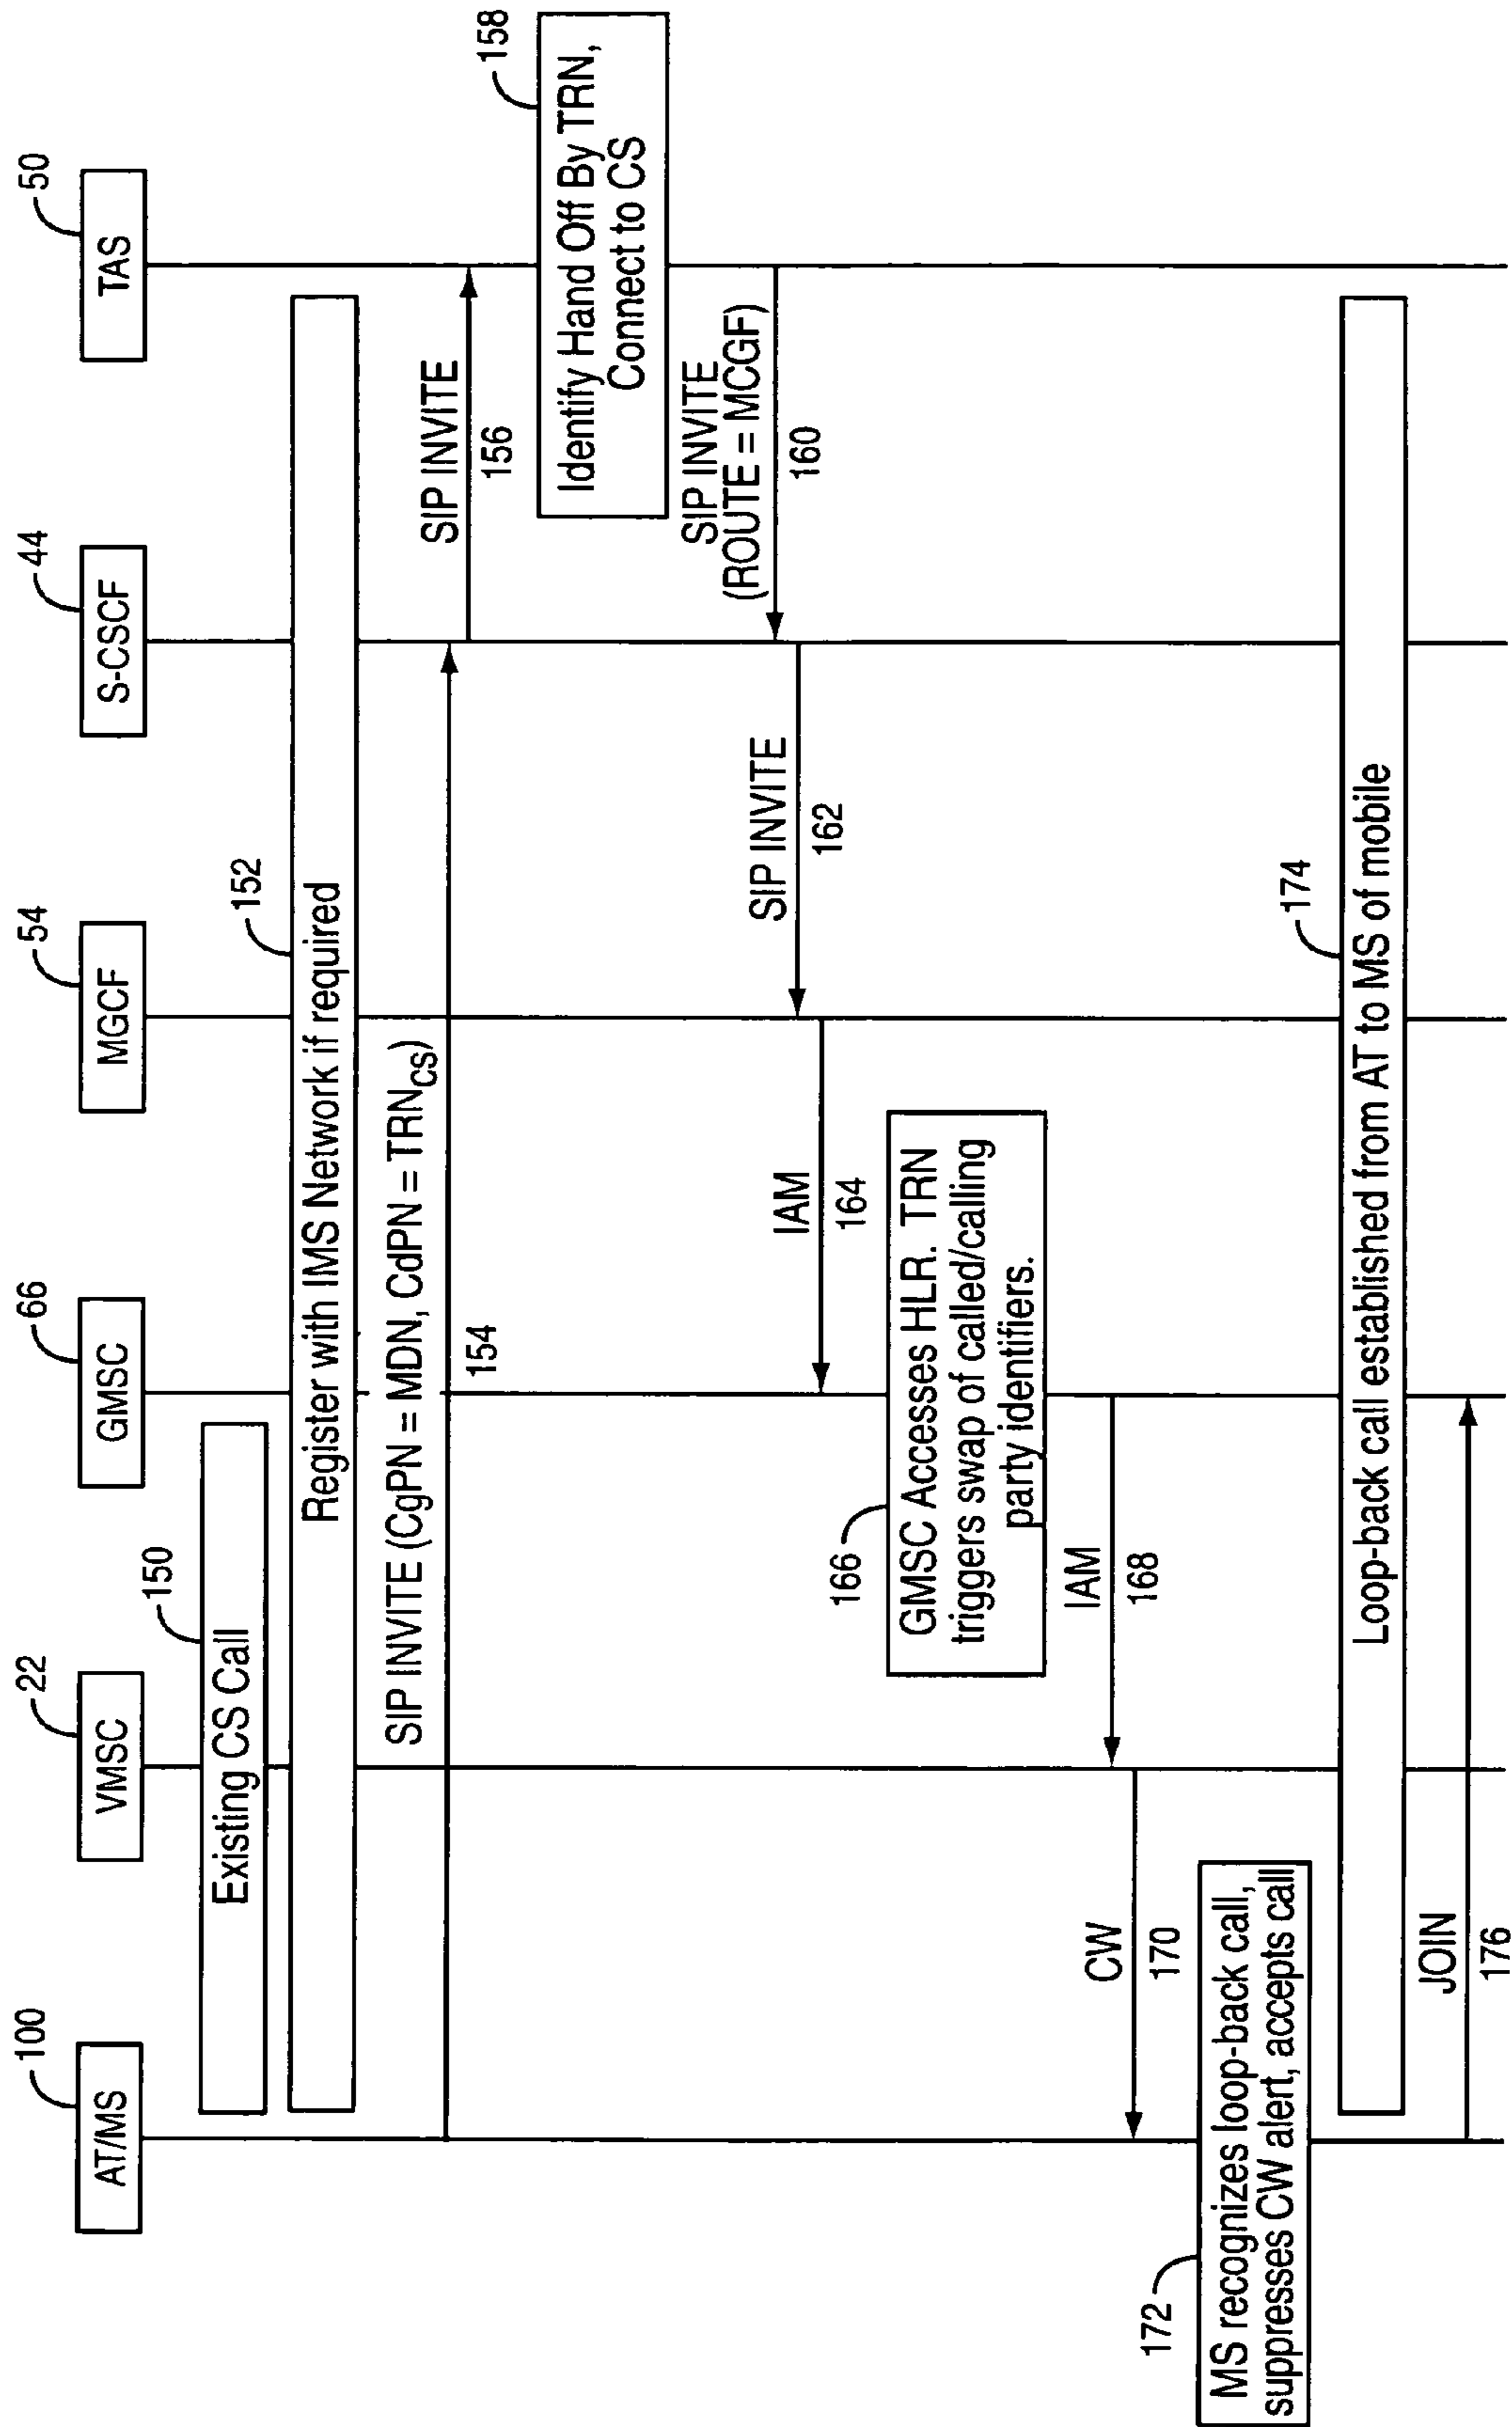 100
AT/MS
22
VMSC
66
GMSC
54
MGCF
44
S-CSCF
50
TAS
150
Existing CS Call
152
Register with IMS Network if required
SIP INVITE (CgPN = MDN, CdPN = TRNCS)
154
SIP INVITE
156
158
Identify Hand Off By TRN,
Connect to CS
SIP INVITE
(ROUTE = MCGF)
160
SIP INVITE
162
IAM
164
166
GMSC Accesses HLR. TRN
triggers swap of called/calling
party identifiers.
IAM
168
CW
170
172
MS recognizes loop-back call,
suppresses CW alert, accepts call
174
Loop-back call established from AT to MS of mobile
JOIN
176